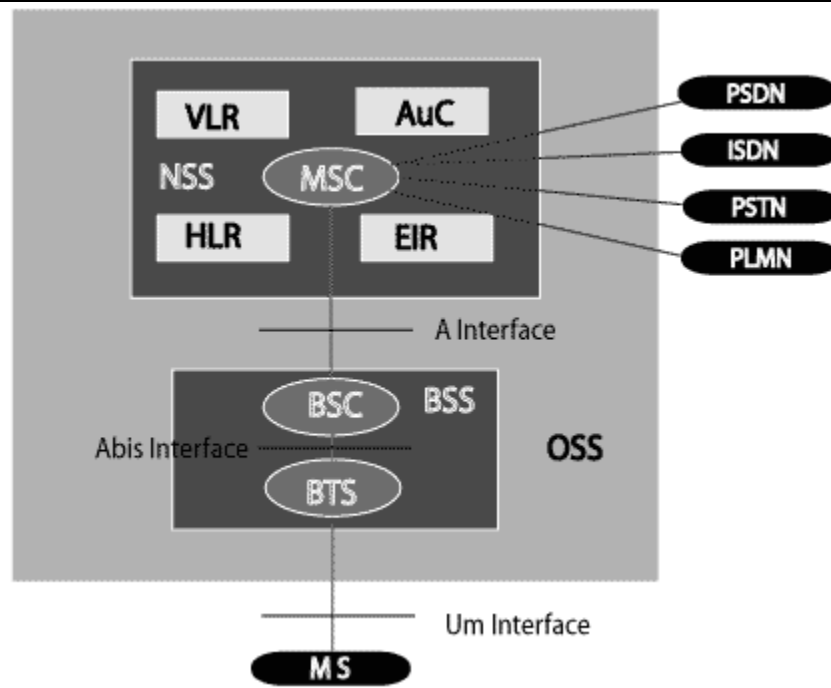 PSDN
VLR
AuC
ISDN
NSS
MSC
PSTN
HLR
EIR
PLMN
A Interface
BSC
BSS
Abis Interface
OSS
BTS
Um Interface
M S